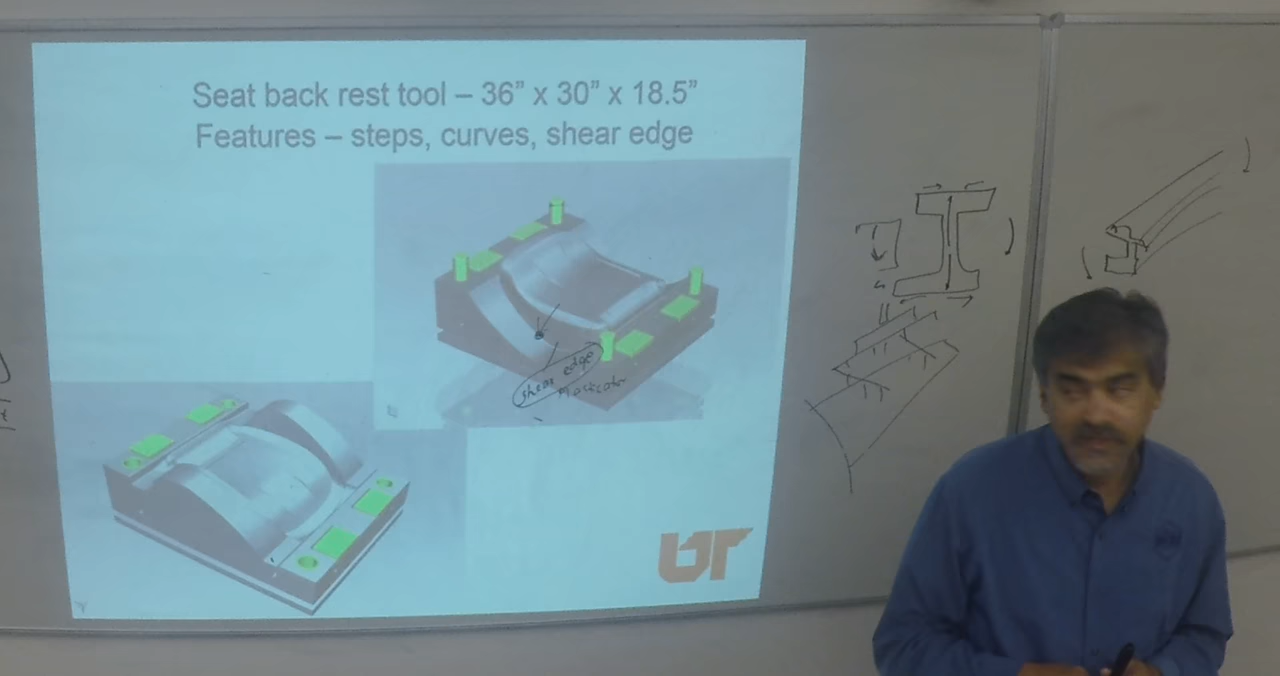 Seat back rest tool – 36” x 30” x 18.5”
Features – steps, curves, shear edge
shear edge
UT